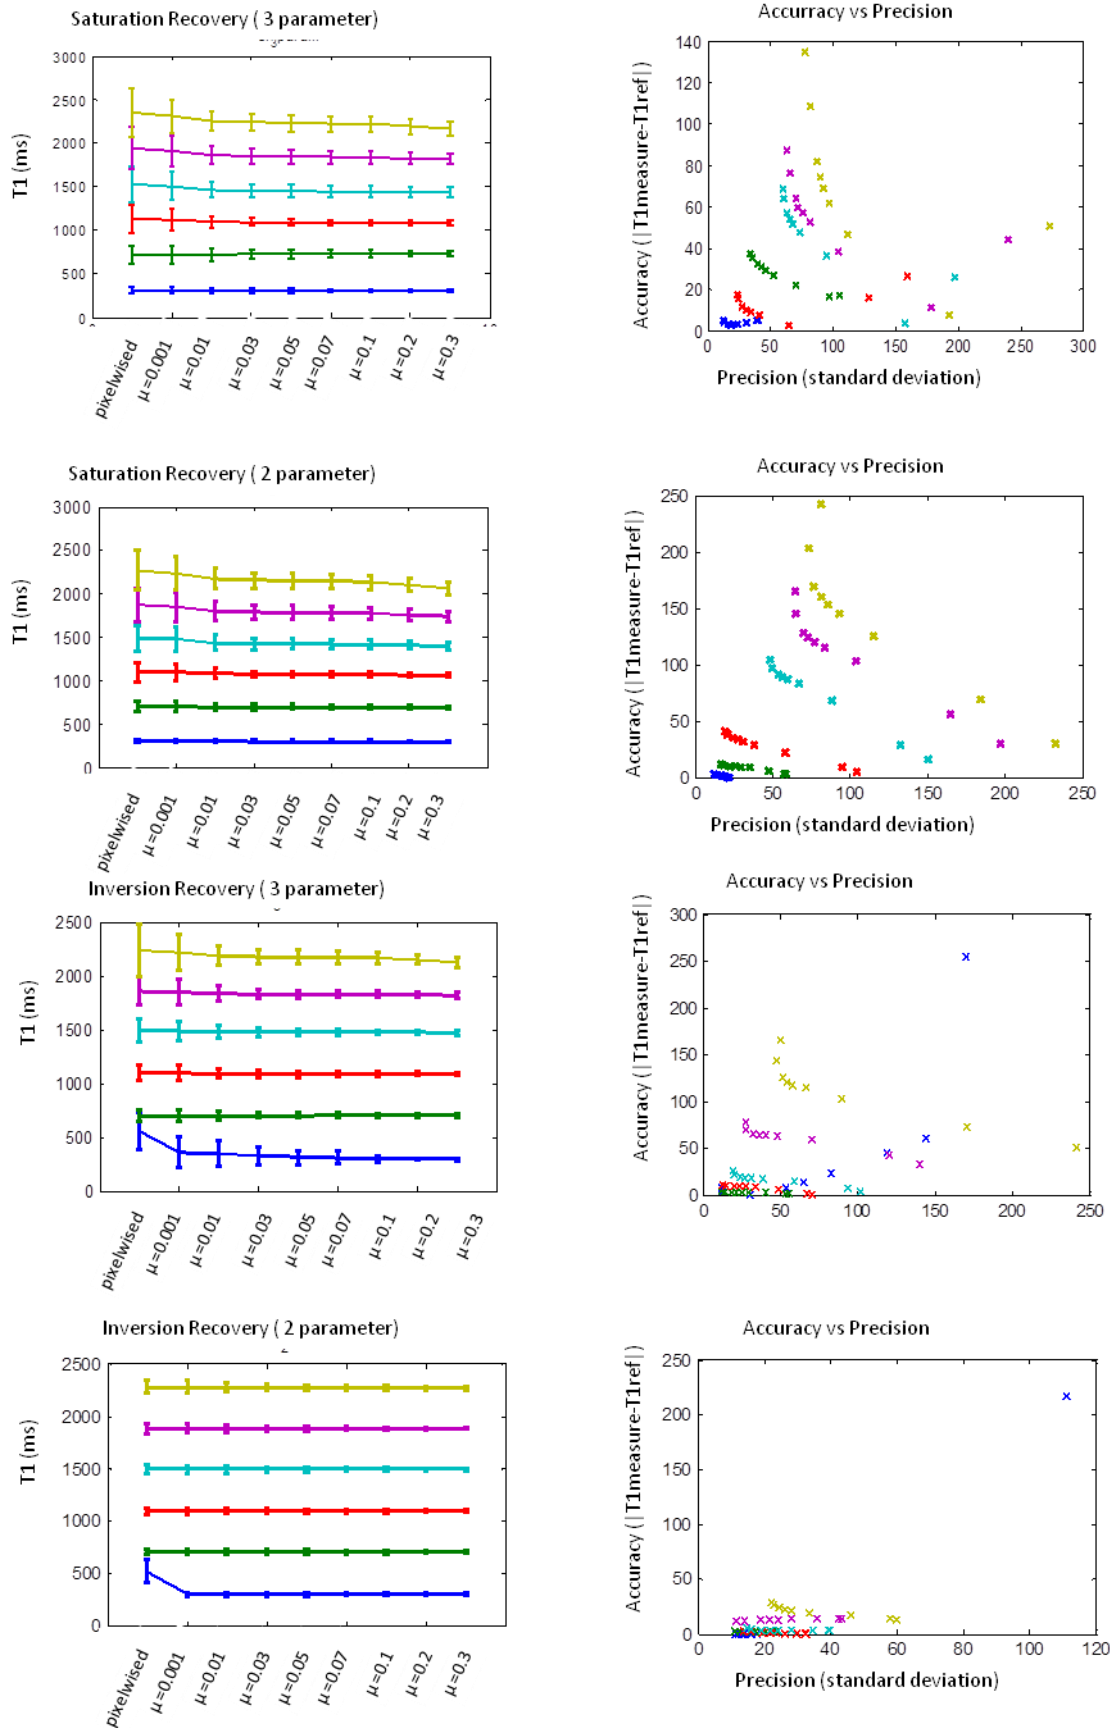 Saturation Recovery ( 3 parameter)
Accurracy vs Precision
T1 (ms)
3000
2500
2000
1500
1000
500
0
pixelwised
µ=0.001
µ=0.01
µ=0.03
µ=0.05
µ=0.07
µ=0.1
µ=0.2
µ=0.3
Accuracy (|T1measure-T1ref|)
140
120
100
80
60
40
20
0
0 50 100 150 200 250 300
Precision (standard deviation)
Saturation Recovery ( 2 parameter)
Accuracy vs Precision
T1 (ms)
3000
2500
2000
1500
1000
500
0
pixelwised
µ=0.001
µ=0.01
µ=0.03
µ=0.05
µ=0.07
µ=0.1
µ=0.2
µ=0.3
Accuracy (|T1measure-T1ref|)
250
200
150
100
50
0
0 50 100 150 200 250
Precision (standard deviation)
Inversion Recovery ( 3 parameter)
Accuracy vs Precision
T1 (ms)
2500
2000
1500
1000
500
0
pixelwised
µ=0.001
µ=0.01
µ=0.03
µ=0.05
µ=0.07
µ=0.1
µ=0.2
µ=0.3
Accuracy (|T1measure-T1ref|)
300
250
200
150
100
50
0
0 50 100 150 200 250
Inversion Recovery ( 2 parameter)
Accuracy vs Precision
T1 (ms)
2500
2000
1500
1000
500
0
pixelwised
µ=0.001
µ=0.01
µ=0.03
µ=0.05
µ=0.07
µ=0.1
µ=0.2
µ=0.3
Accuracy (|T1measure-T1ref|)
250
200
150
100
50
0
0 20 40 60 80 100 120
Precision (standard deviation)